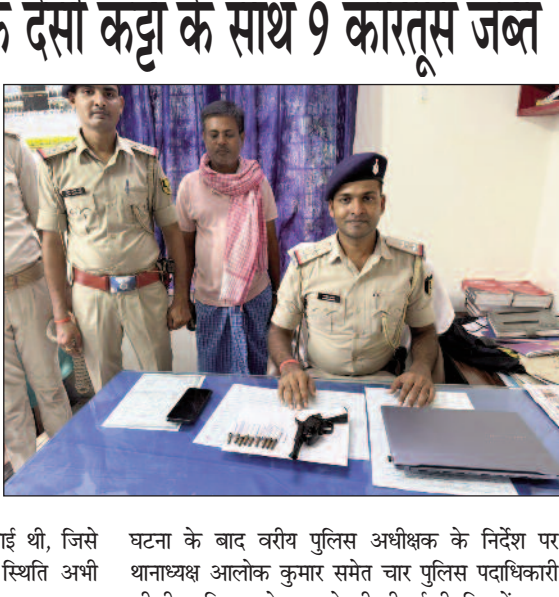 देसी कट्टा के साथ 9 कारतूस जब्त
थी, जिसे
स्थिति अभी
घटना के बाद वरीय पुलिस अधीक्षक के निर्देश पर
थानाध्यक्ष आलोक कुमार समेत चार पुलिस पदाधिकारी